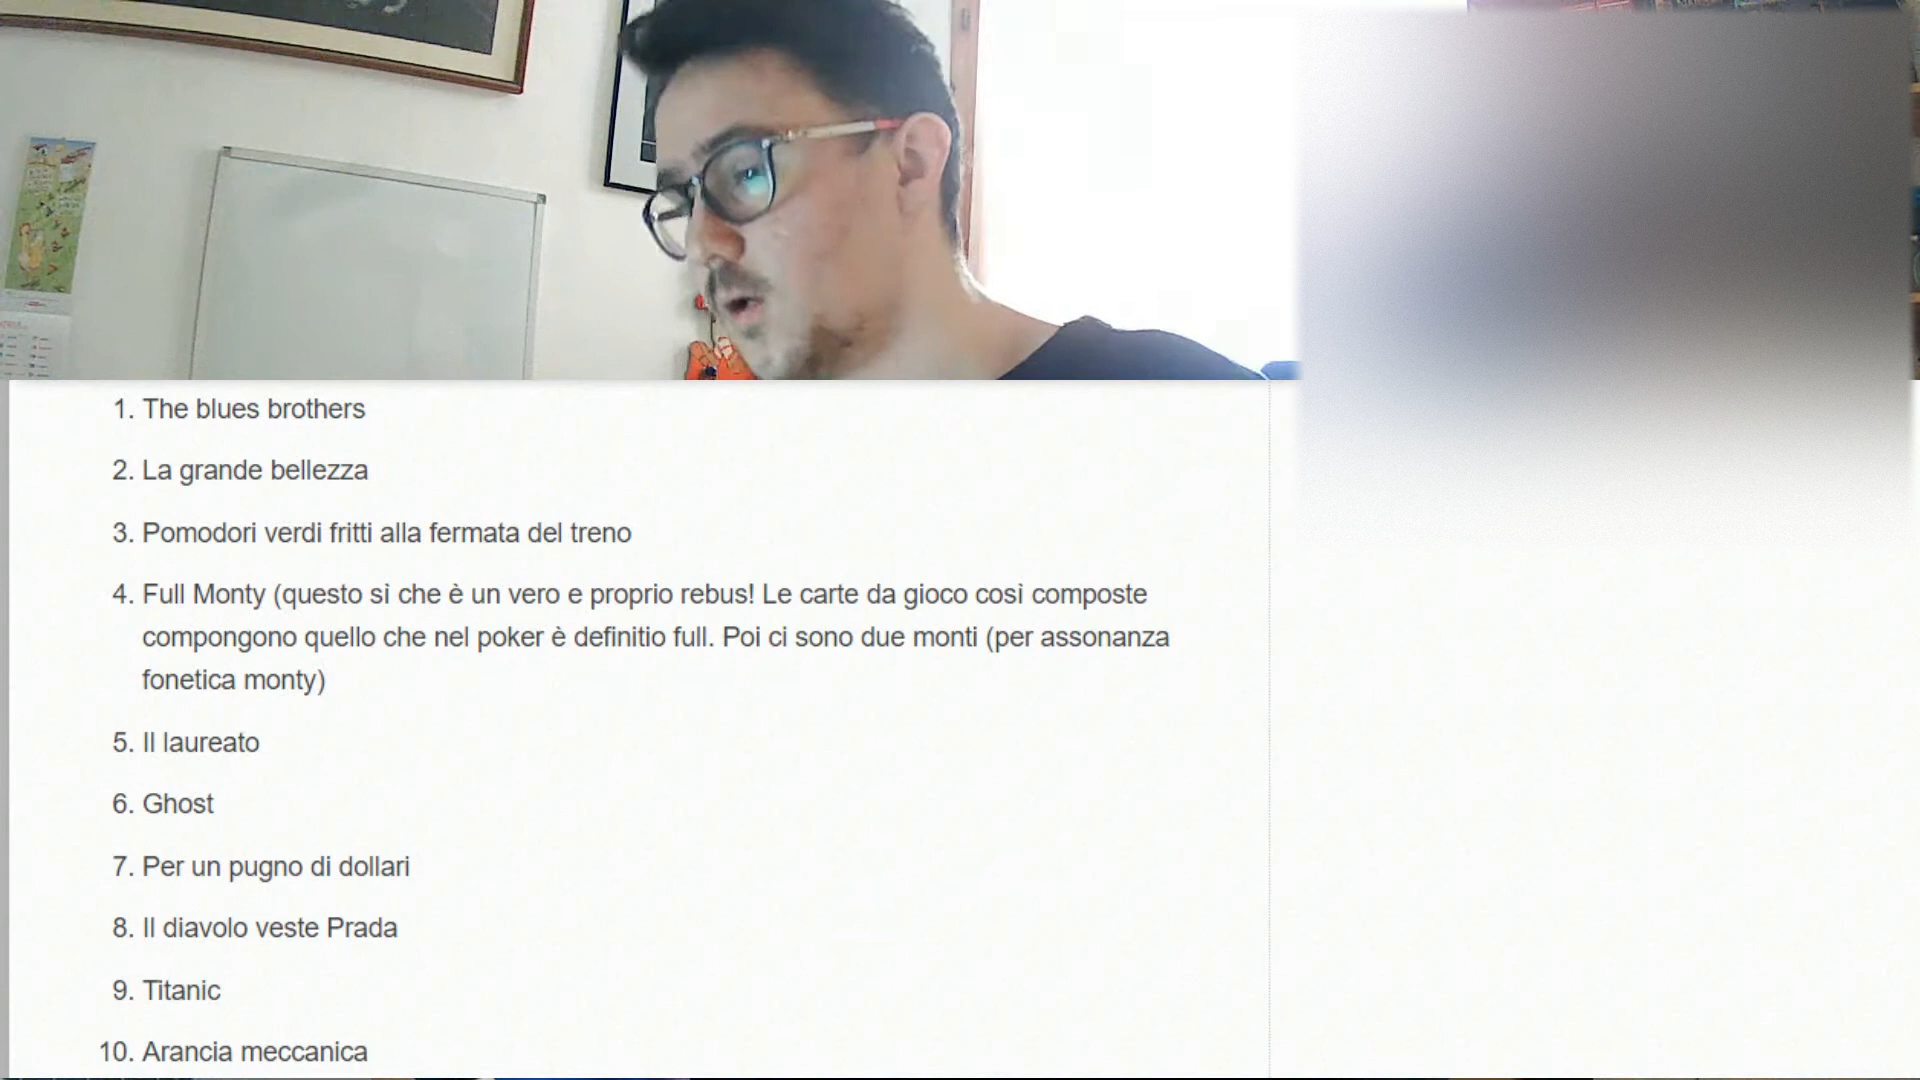 1. The blues brothers
2. La grande bellezza
3. Pomodori verdi fritti alla fermata del treno
4. Full Monty (questo sì che è un vero e proprio rebus! Le carte da gioco così composte
compongono quello che nel poker è definitio full. Poi ci sono due monti (per assonanza
fonetica monty)
5. Il laureato
6. Ghost
7. Per un pugno di dollari
8. Il diavolo veste Prada
9. Titanic
10. Arancia meccanica